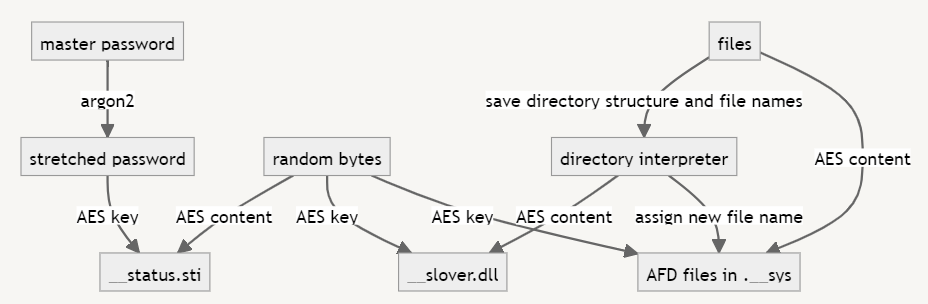 master password
files
argon2
save directory structure and file names
stretched password
random bytes
directory interpreter
AES content
AES key
AES content
AES key
AES key
AES content
assign new file name
__status.sti
__slover.dll
AFD files in .__sys